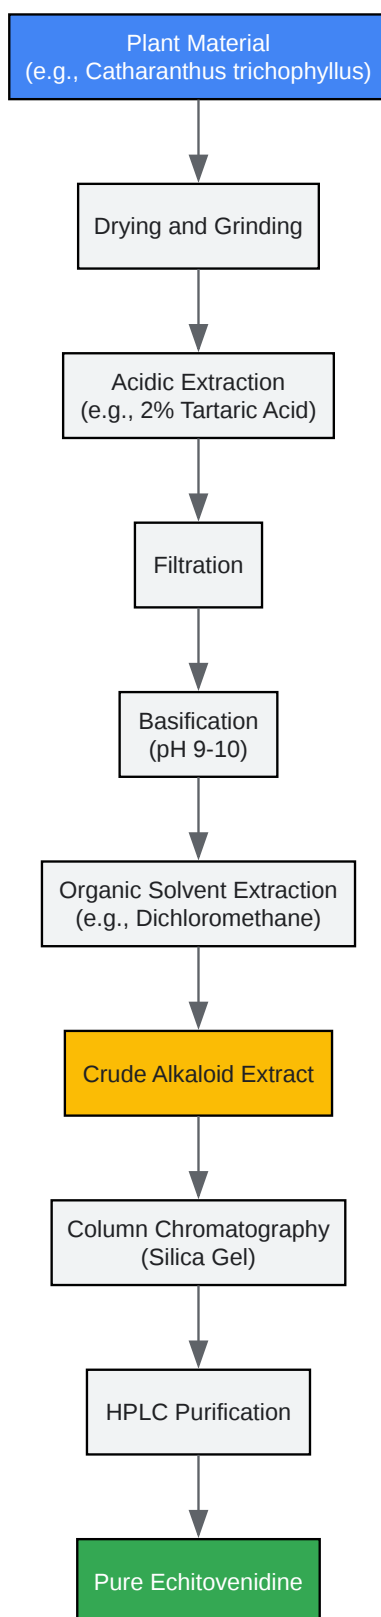 Plant Material
(e.g., Catharanthus trichophyllus)
Drying and Grinding
Acidic Extraction
(e.g., 2% Tartaric Acid)
Filtration
Basification
(pH 9-10)
Organic Solvent Extraction
(e.g., Dichloromethane)
Crude Alkaloid Extract
Column Chromatography
(Silica Gel)
HPLC Purification
Pure Echitovenidine